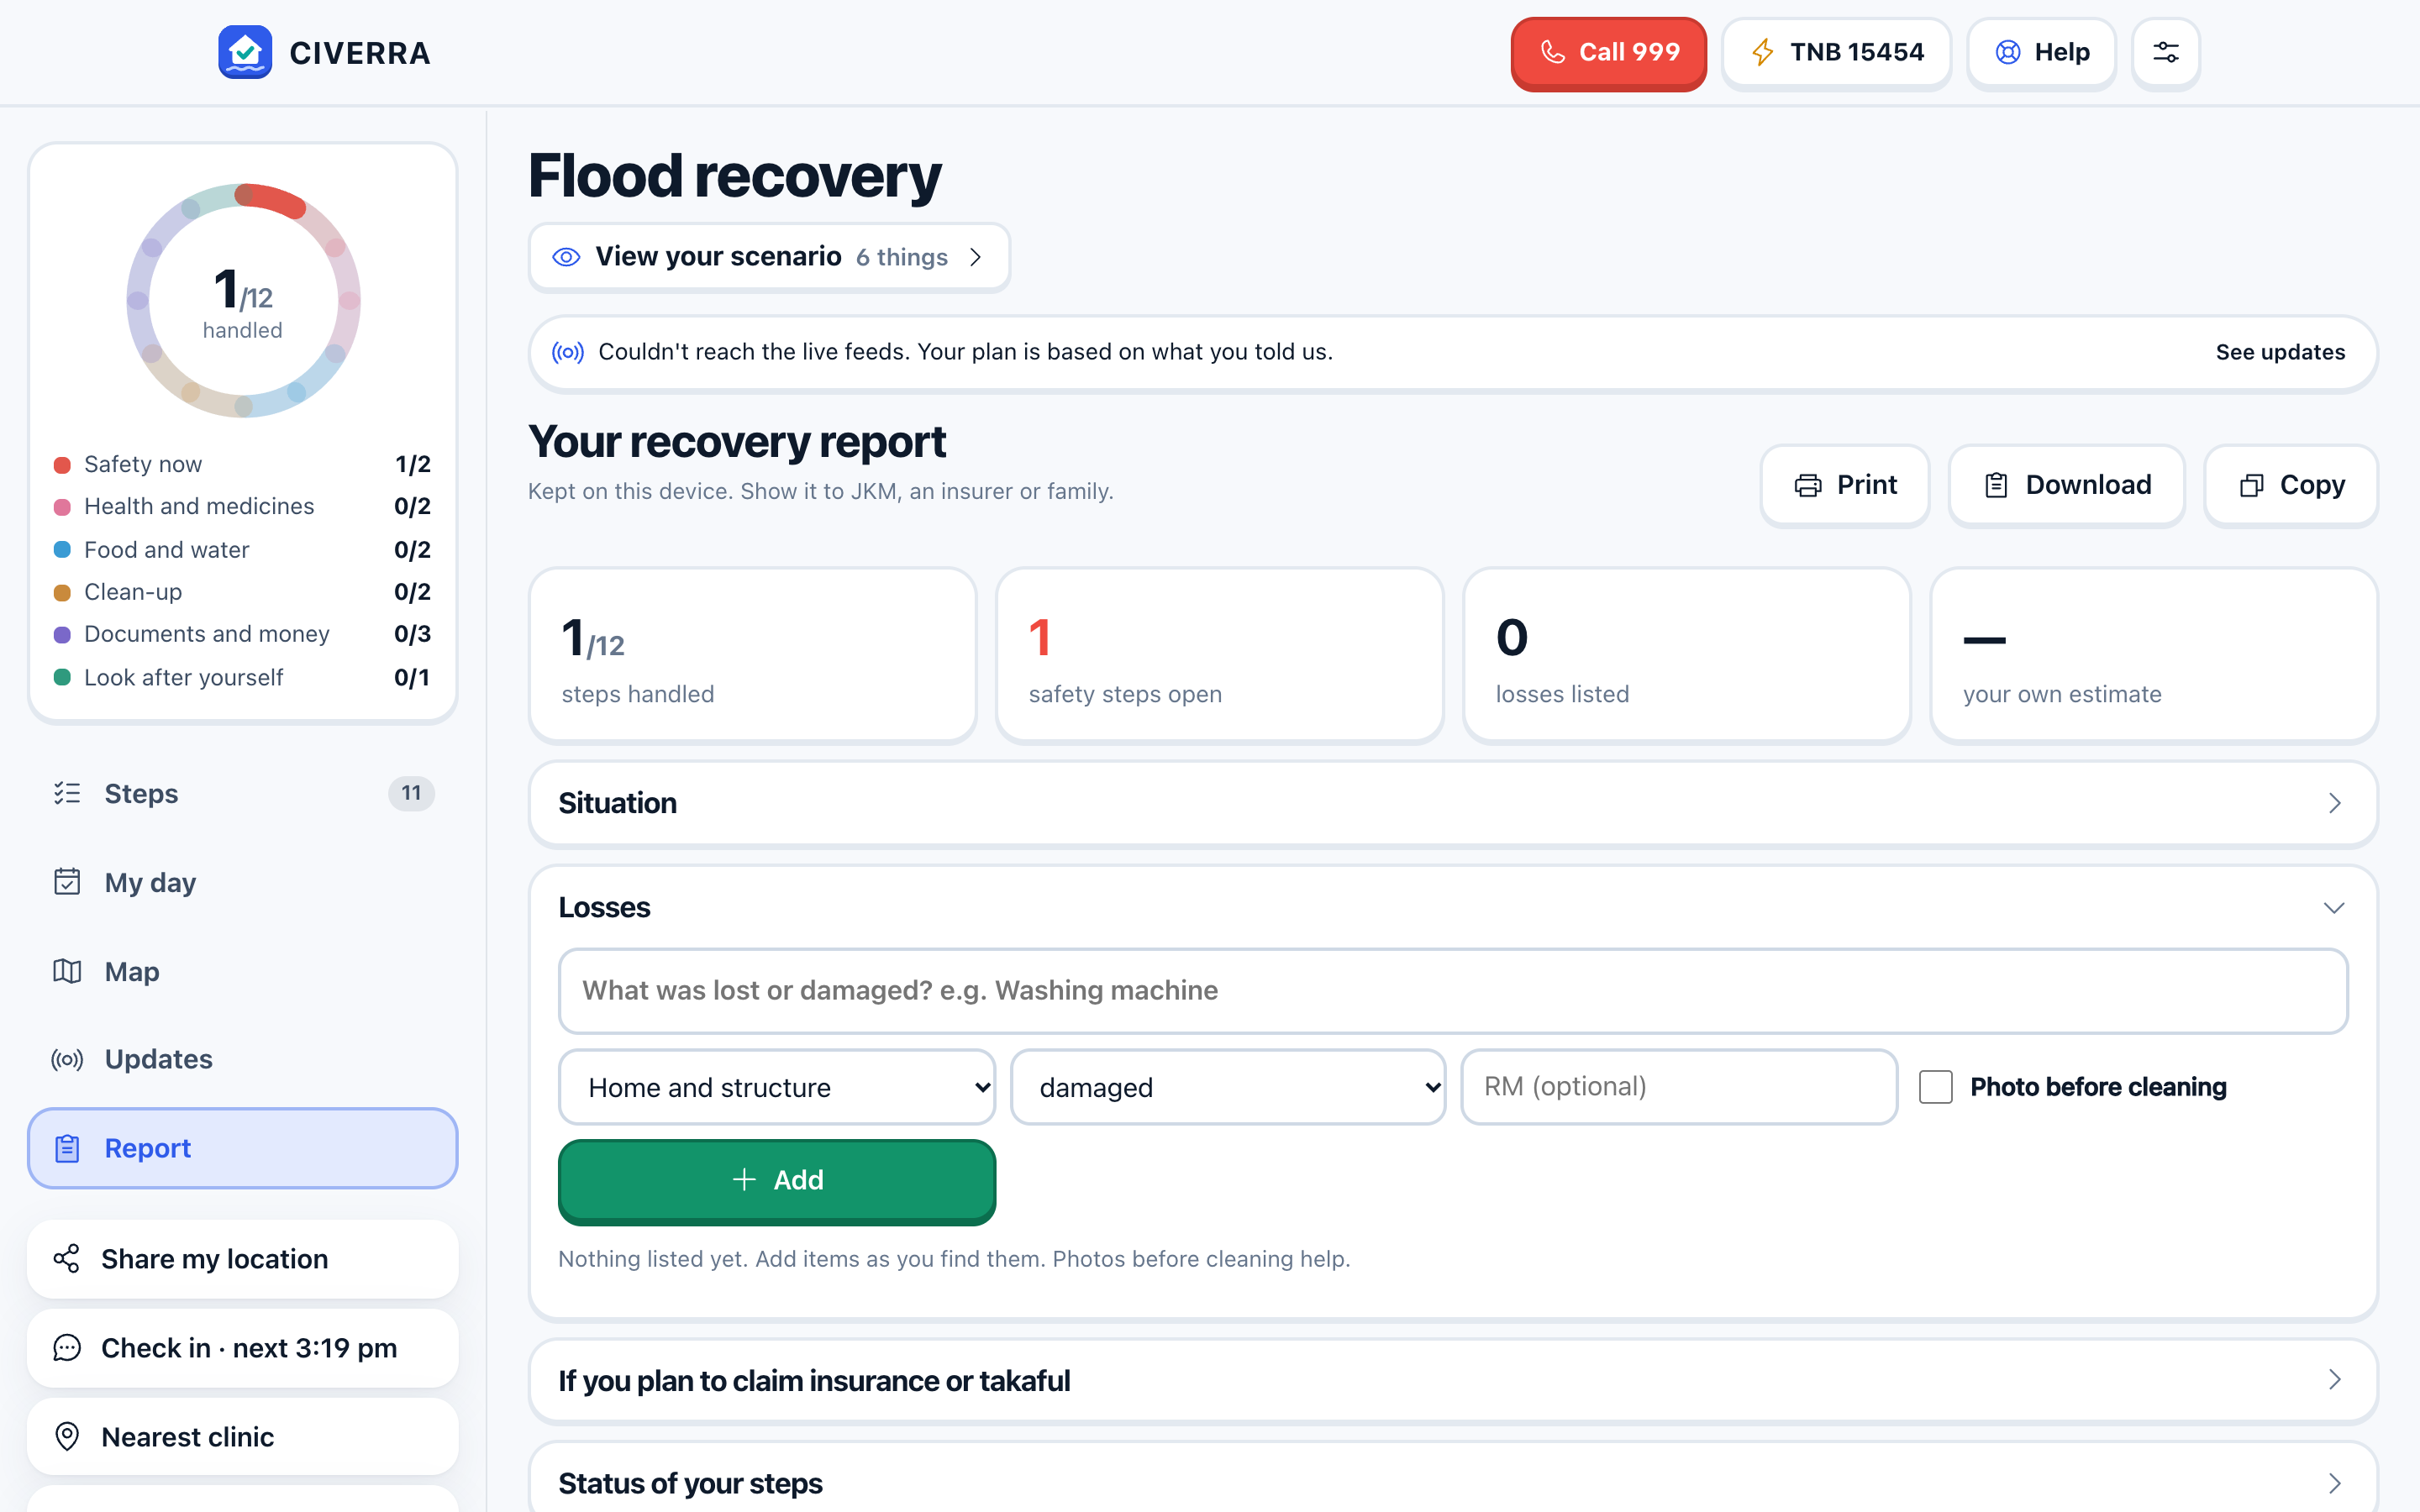 CIVERRA
Call 999
TNB 15454
Help
1/12
handled
Safety now 1/2
Health and medicines 0/2
Food and water 0/2
Clean-up 0/2
Documents and money 0/3
Look after yourself 0/1
Steps 11
My day
Map
Updates
Report
Share my location
Check in · next 3:19 pm
Nearest clinic
Flood recovery
View your scenario 6 things
Couldn't reach the live feeds. Your plan is based on what you told us. See updates
Your recovery report
Kept on this device. Show it to JKM, an insurer or family.
Print
Download
Copy
1/12
steps handled
1
safety steps open
0
losses listed
—
your own estimate
Situation
Losses
What was lost or damaged? e.g. Washing machine
Home and structure
damaged
RM (optional)
Photo before cleaning
+ Add
Nothing listed yet. Add items as you find them. Photos before cleaning help.
If you plan to claim insurance or takaful
Status of your steps